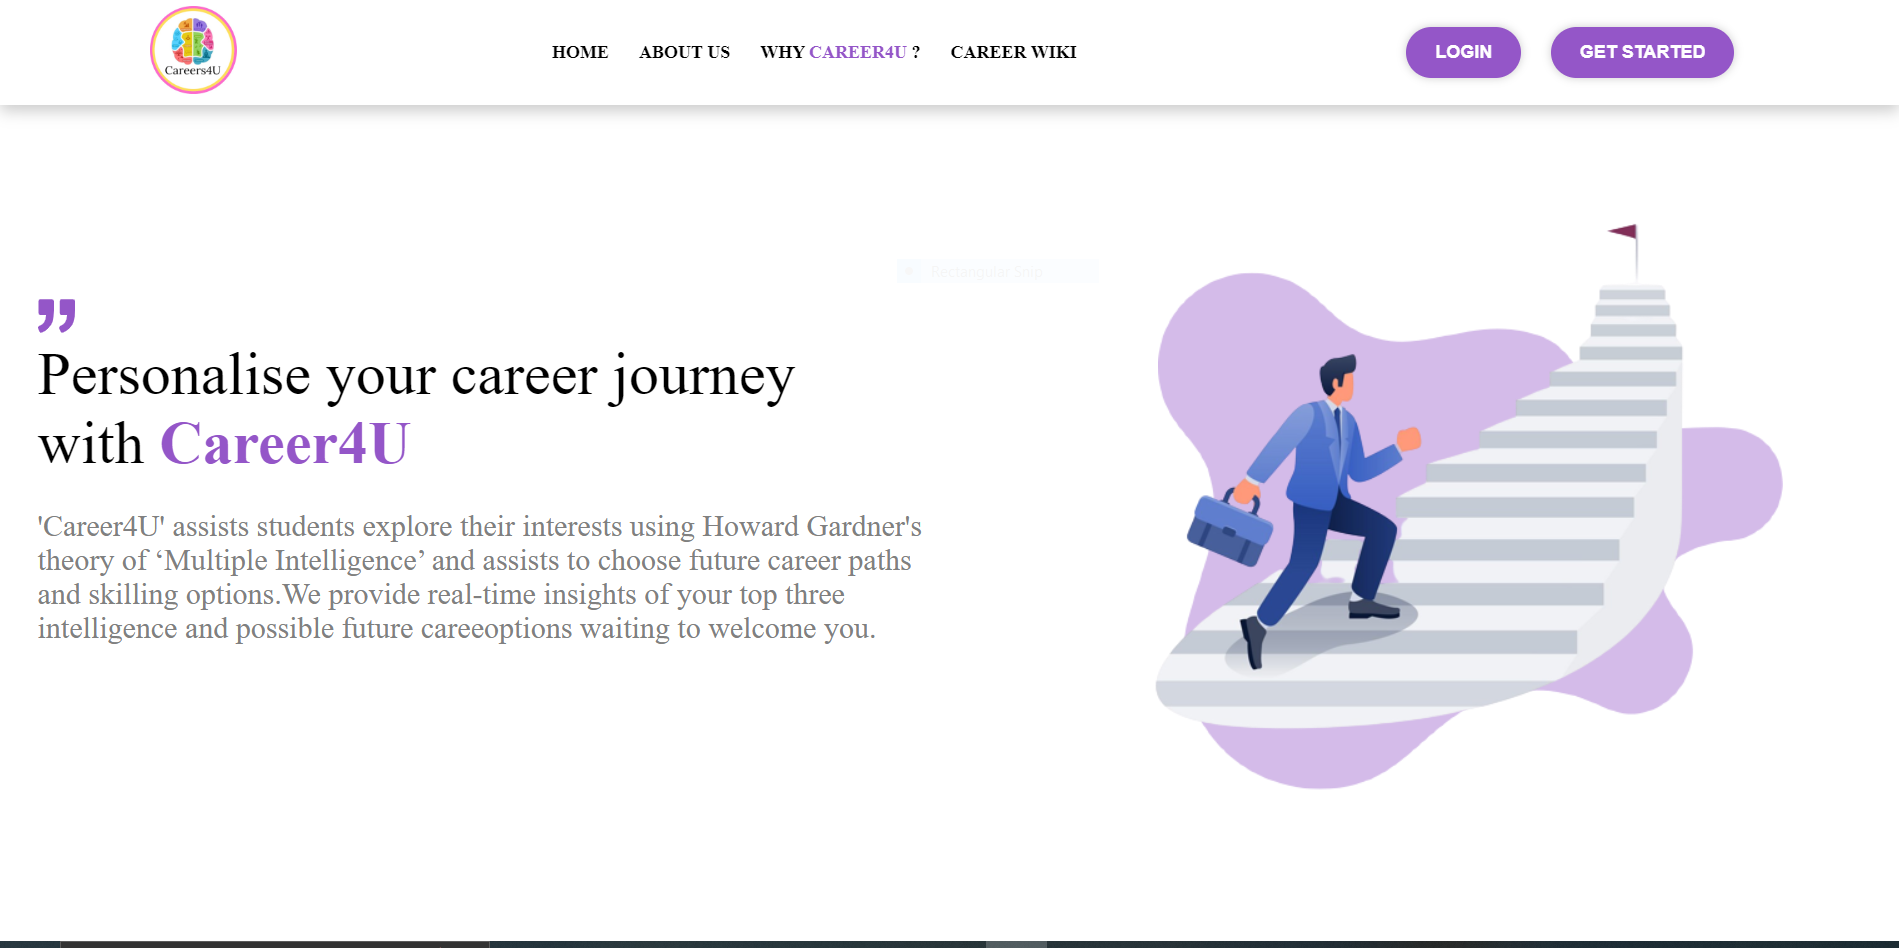 Careers4U
HOME ABOUT US WHY CAREER4U ? CAREER WIKI
LOGIN GET STARTED
Rectangular Snip
”
Personalise your career journey
with Career4U
'Career4U' assists students explore their interests using Howard Gardner's
theory of ‘Multiple Intelligence’ and assists to choose future career paths
and skilling options.We provide real-time insights of your top three
intelligence and possible future careeoptions waiting to welcome you.